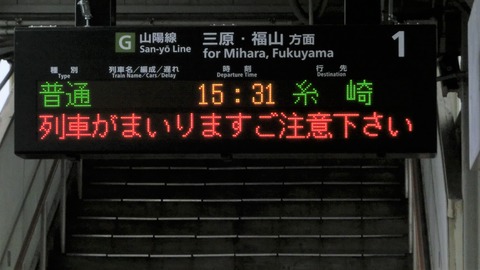 G 山陽線 三原・福山 方面 1
San-yō Line for Mihara, Fukuyama
種別 列車名/編成/遅れ 時刻 行先
Type Train Name/Cars/Delay Departure Time Destination
普通 15:31 糸崎
列車がまいりますご注意下さい